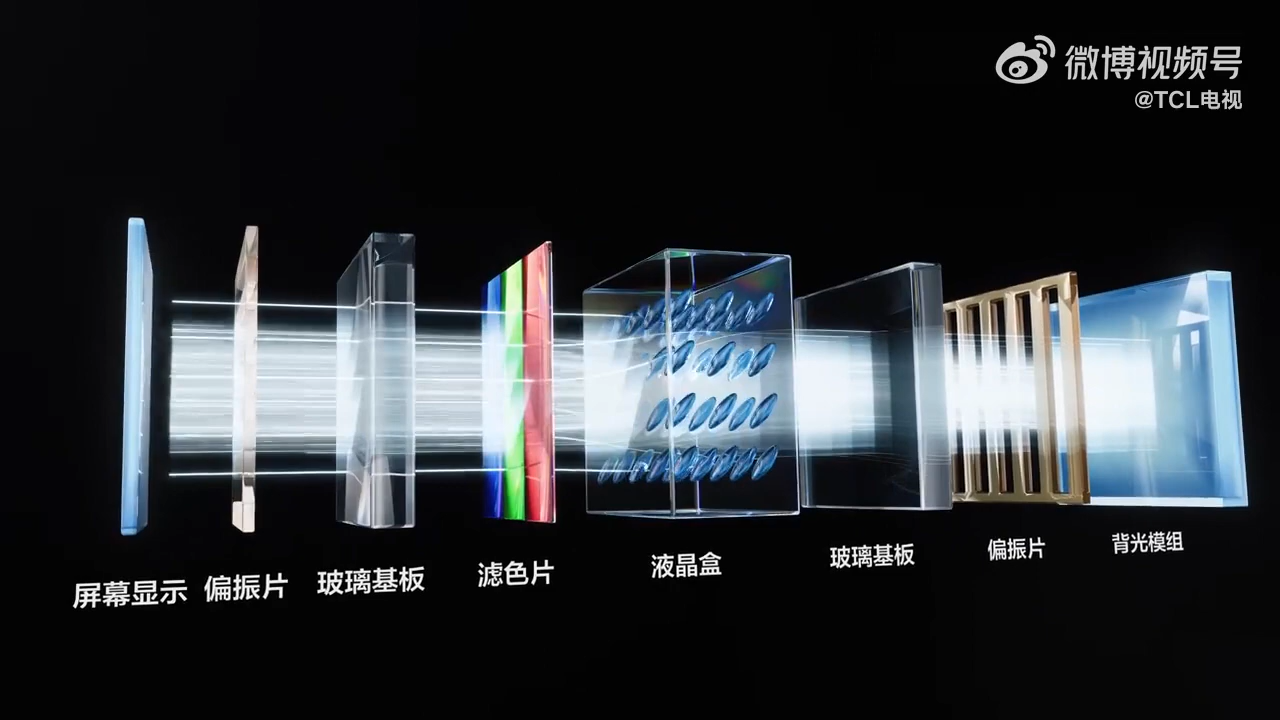 微博视频号
@TCL电视
屏幕显示
偏振片
玻璃基板
滤色片
液晶盒
玻璃基板
偏振片
背光模组